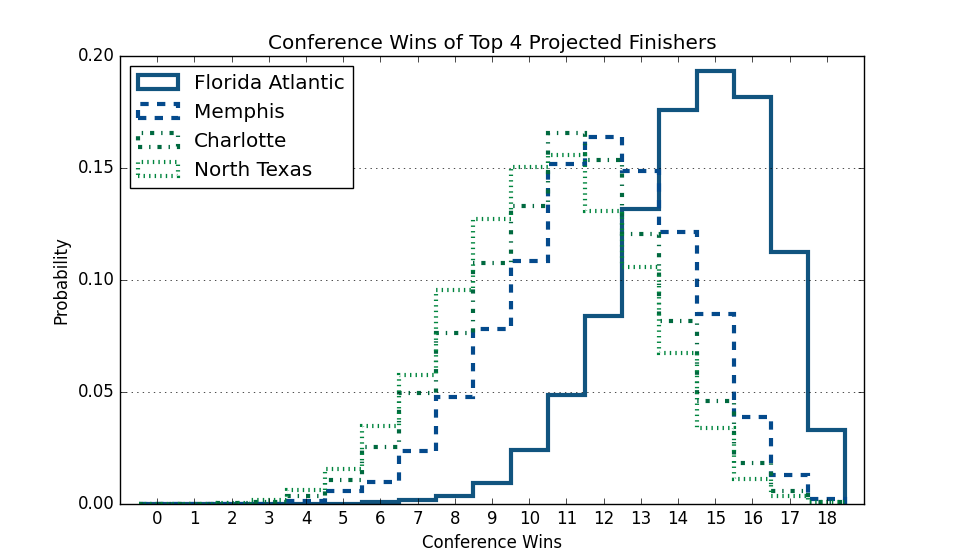 Conference Wins of Top 4 Projected Finishers
0.20
0.15
0.10
0.05
0.00
Probability
Florida Atlantic
Memphis
Charlotte
North Texas
0 1 2 3 4 5 6 7 8 9 10 11 12 13 14 15 16 17 18
Conference Wins